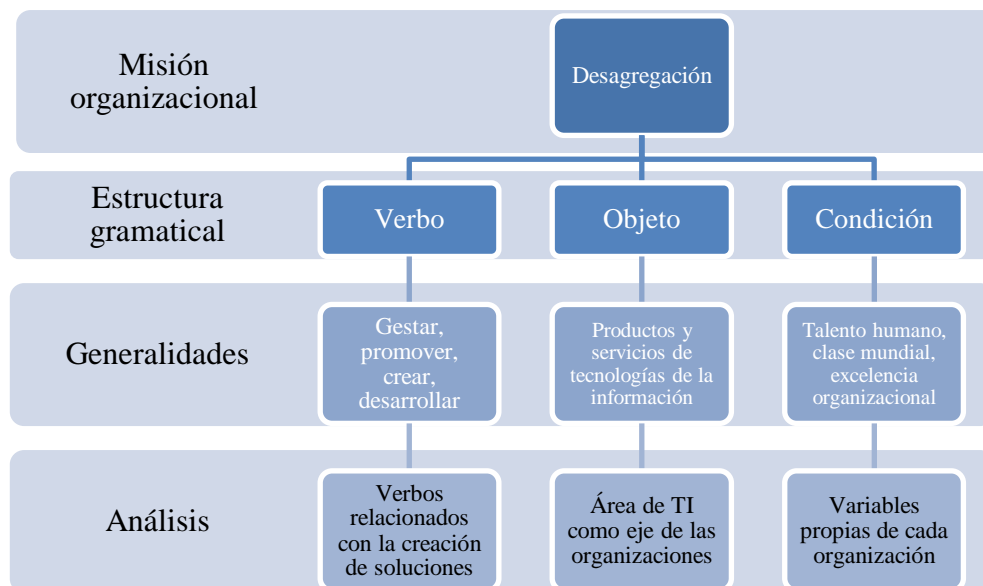 Misión
organizacional
Desagregación
Estructura
gramatical
Verbo
Objeto
Condición
Generalidades
Gestar,
promover,
crear,
desarrollar
Productos y
servicios de
tecnologías de la
información
Talento humano,
clase mundial,
excelencia
organizacional
Análisis
Verbos
relacionados
con la creación
de soluciones
Área de TI
como eje de las
organizaciones
Variables
propias de cada
organización